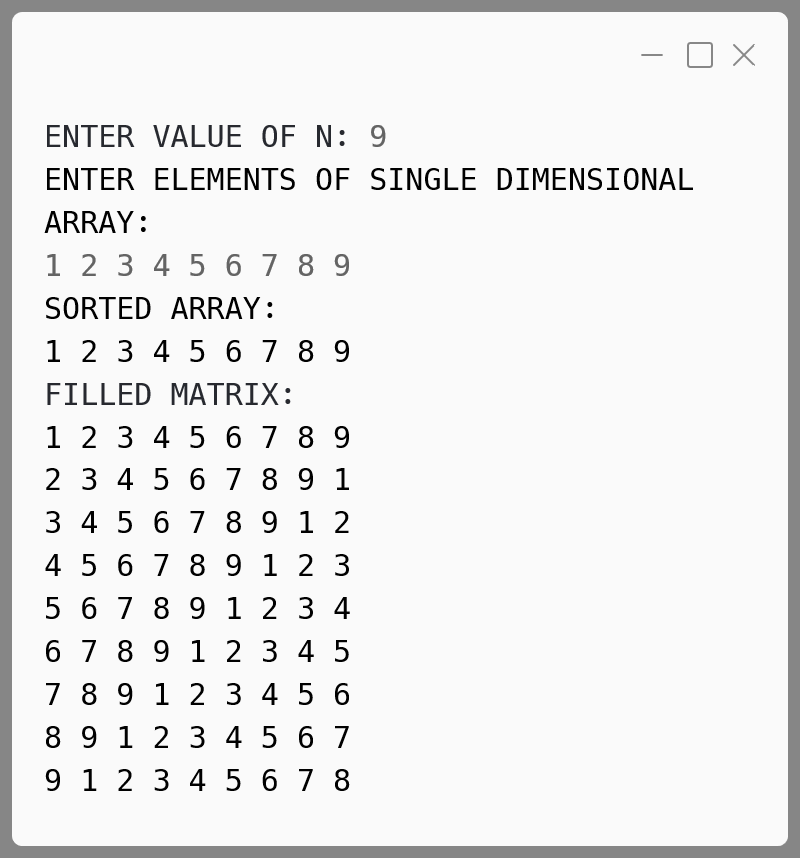 ENTER VALUE OF N: 9
ENTER ELEMENTS OF SINGLE DIMENSIONAL
ARRAY:
1 2 3 4 5 6 7 8 9
SORTED ARRAY:
1 2 3 4 5 6 7 8 9
FILLED MATRIX:
1 2 3 4 5 6 7 8 9
2 3 4 5 6 7 8 9 1
3 4 5 6 7 8 9 1 2
4 5 6 7 8 9 1 2 3
5 6 7 8 9 1 2 3 4
6 7 8 9 1 2 3 4 5
7 8 9 1 2 3 4 5 6
8 9 1 2 3 4 5 6 7
9 1 2 3 4 5 6 7 8